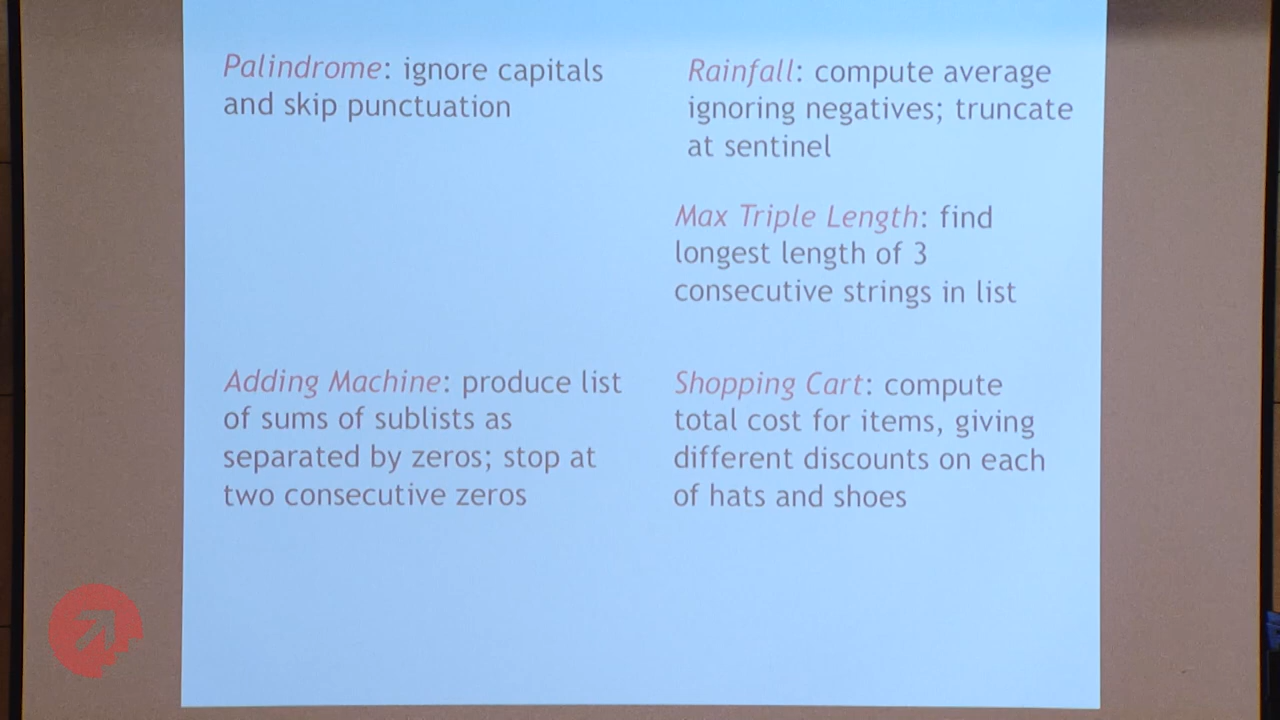 Palindrome: ignore capitals
and skip punctuation
Rainfall: compute average
ignoring negatives; truncate
at sentinel
Max Triple Length: find
longest length of 3
consecutive strings in list
Adding Machine: produce list
of sums of sublists as
separated by zeros; stop at
two consecutive zeros
Shopping Cart: compute
total cost for items, giving
different discounts on each
of hats and shoes